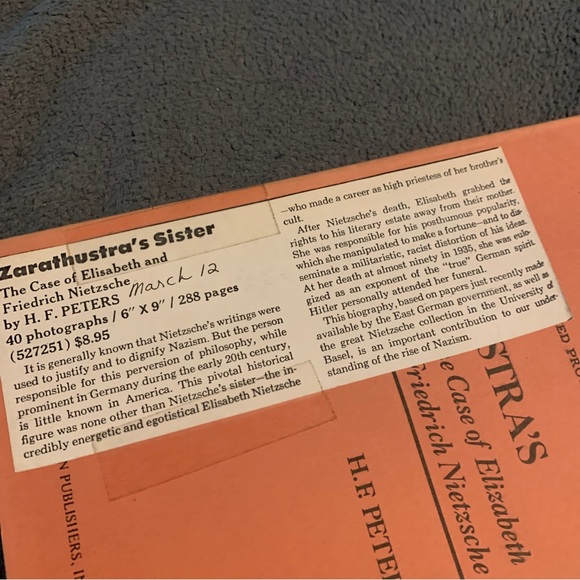 Zarathustra's Sister
The Case of Elisabeth and
Friedrich Nietzsche
by H. F. PETERS March 12
40 photographs / 6" X 9" / 288 pages
(527251) $8.95
It is generally known that Nietzsche's writings were
used to justify and to dignify Nazism. But the person
responsible for this perversion of philosophy, while
prominent in Germany during the early 20th century,
is little known in America. This pivotal historical
figure was none other than Nietzsche's sister—the in-
credibly energetic and egotistical Elisabeth Nietzsche
—who made a career as high priestess of her brother's
cult.
After Nietzsche's death, Elisabeth grabbed the
rights to his literary estate away from their mother.
She was responsible for his posthumous popularity,
which she manipulated to make a fortune—and to dis-
seminate a militaristic, racist distortion of his ideas.
At her death at almost ninety in 1935, she was eulo-
gized as an exponent of the "true" German spirit.
Hitler personally attended her funeral.
This biography, based on papers just recently made
available by the East German government, as well as
the great Nietzsche collection in the University of
Basel, is an important contribution to our under-
standing of the rise of Nazism.
ED PRO
STRA'S
e Case of Elizabeth
Friedrich Nietzsche
H.F. PETE
N PUBLISHERS, IN